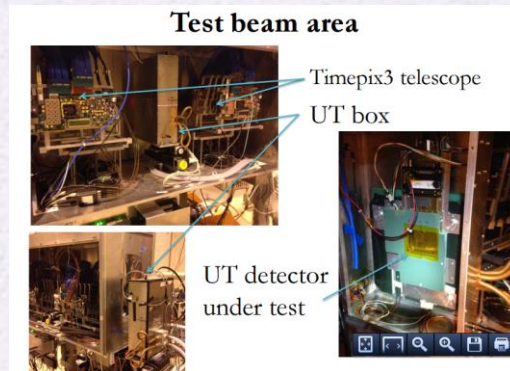 Test beam area
Timepix3 telescope
UT box
UT detector
under test